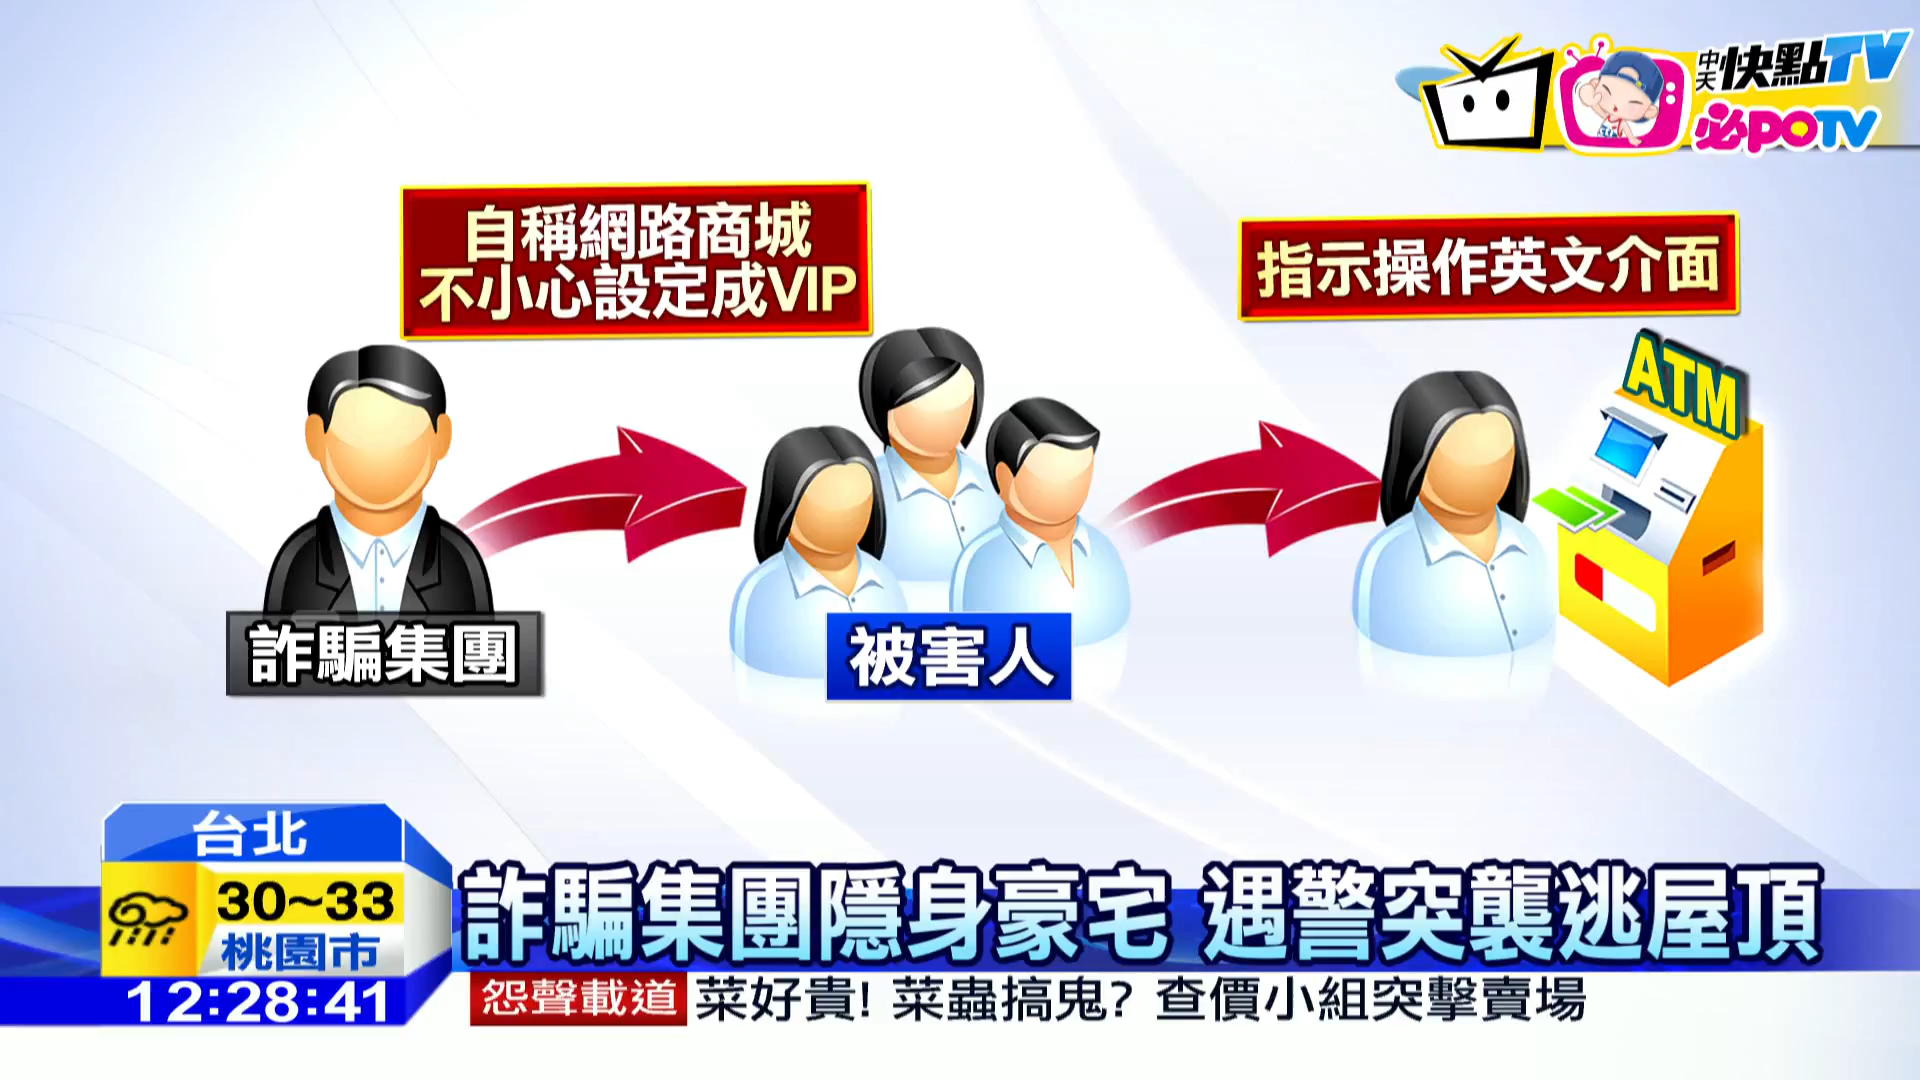 中天快點TV
必POTV
自稱網路商城
不小心設定成VIP
指示操作英文介面
ATM
詐騙集團
被害人
台北
30~33
桃園市
12:28:41
詐騙集團隱身豪宅 遇警突襲逃屋頂
怨聲載道 菜好貴! 菜蟲搞鬼? 查價小組突擊賣場